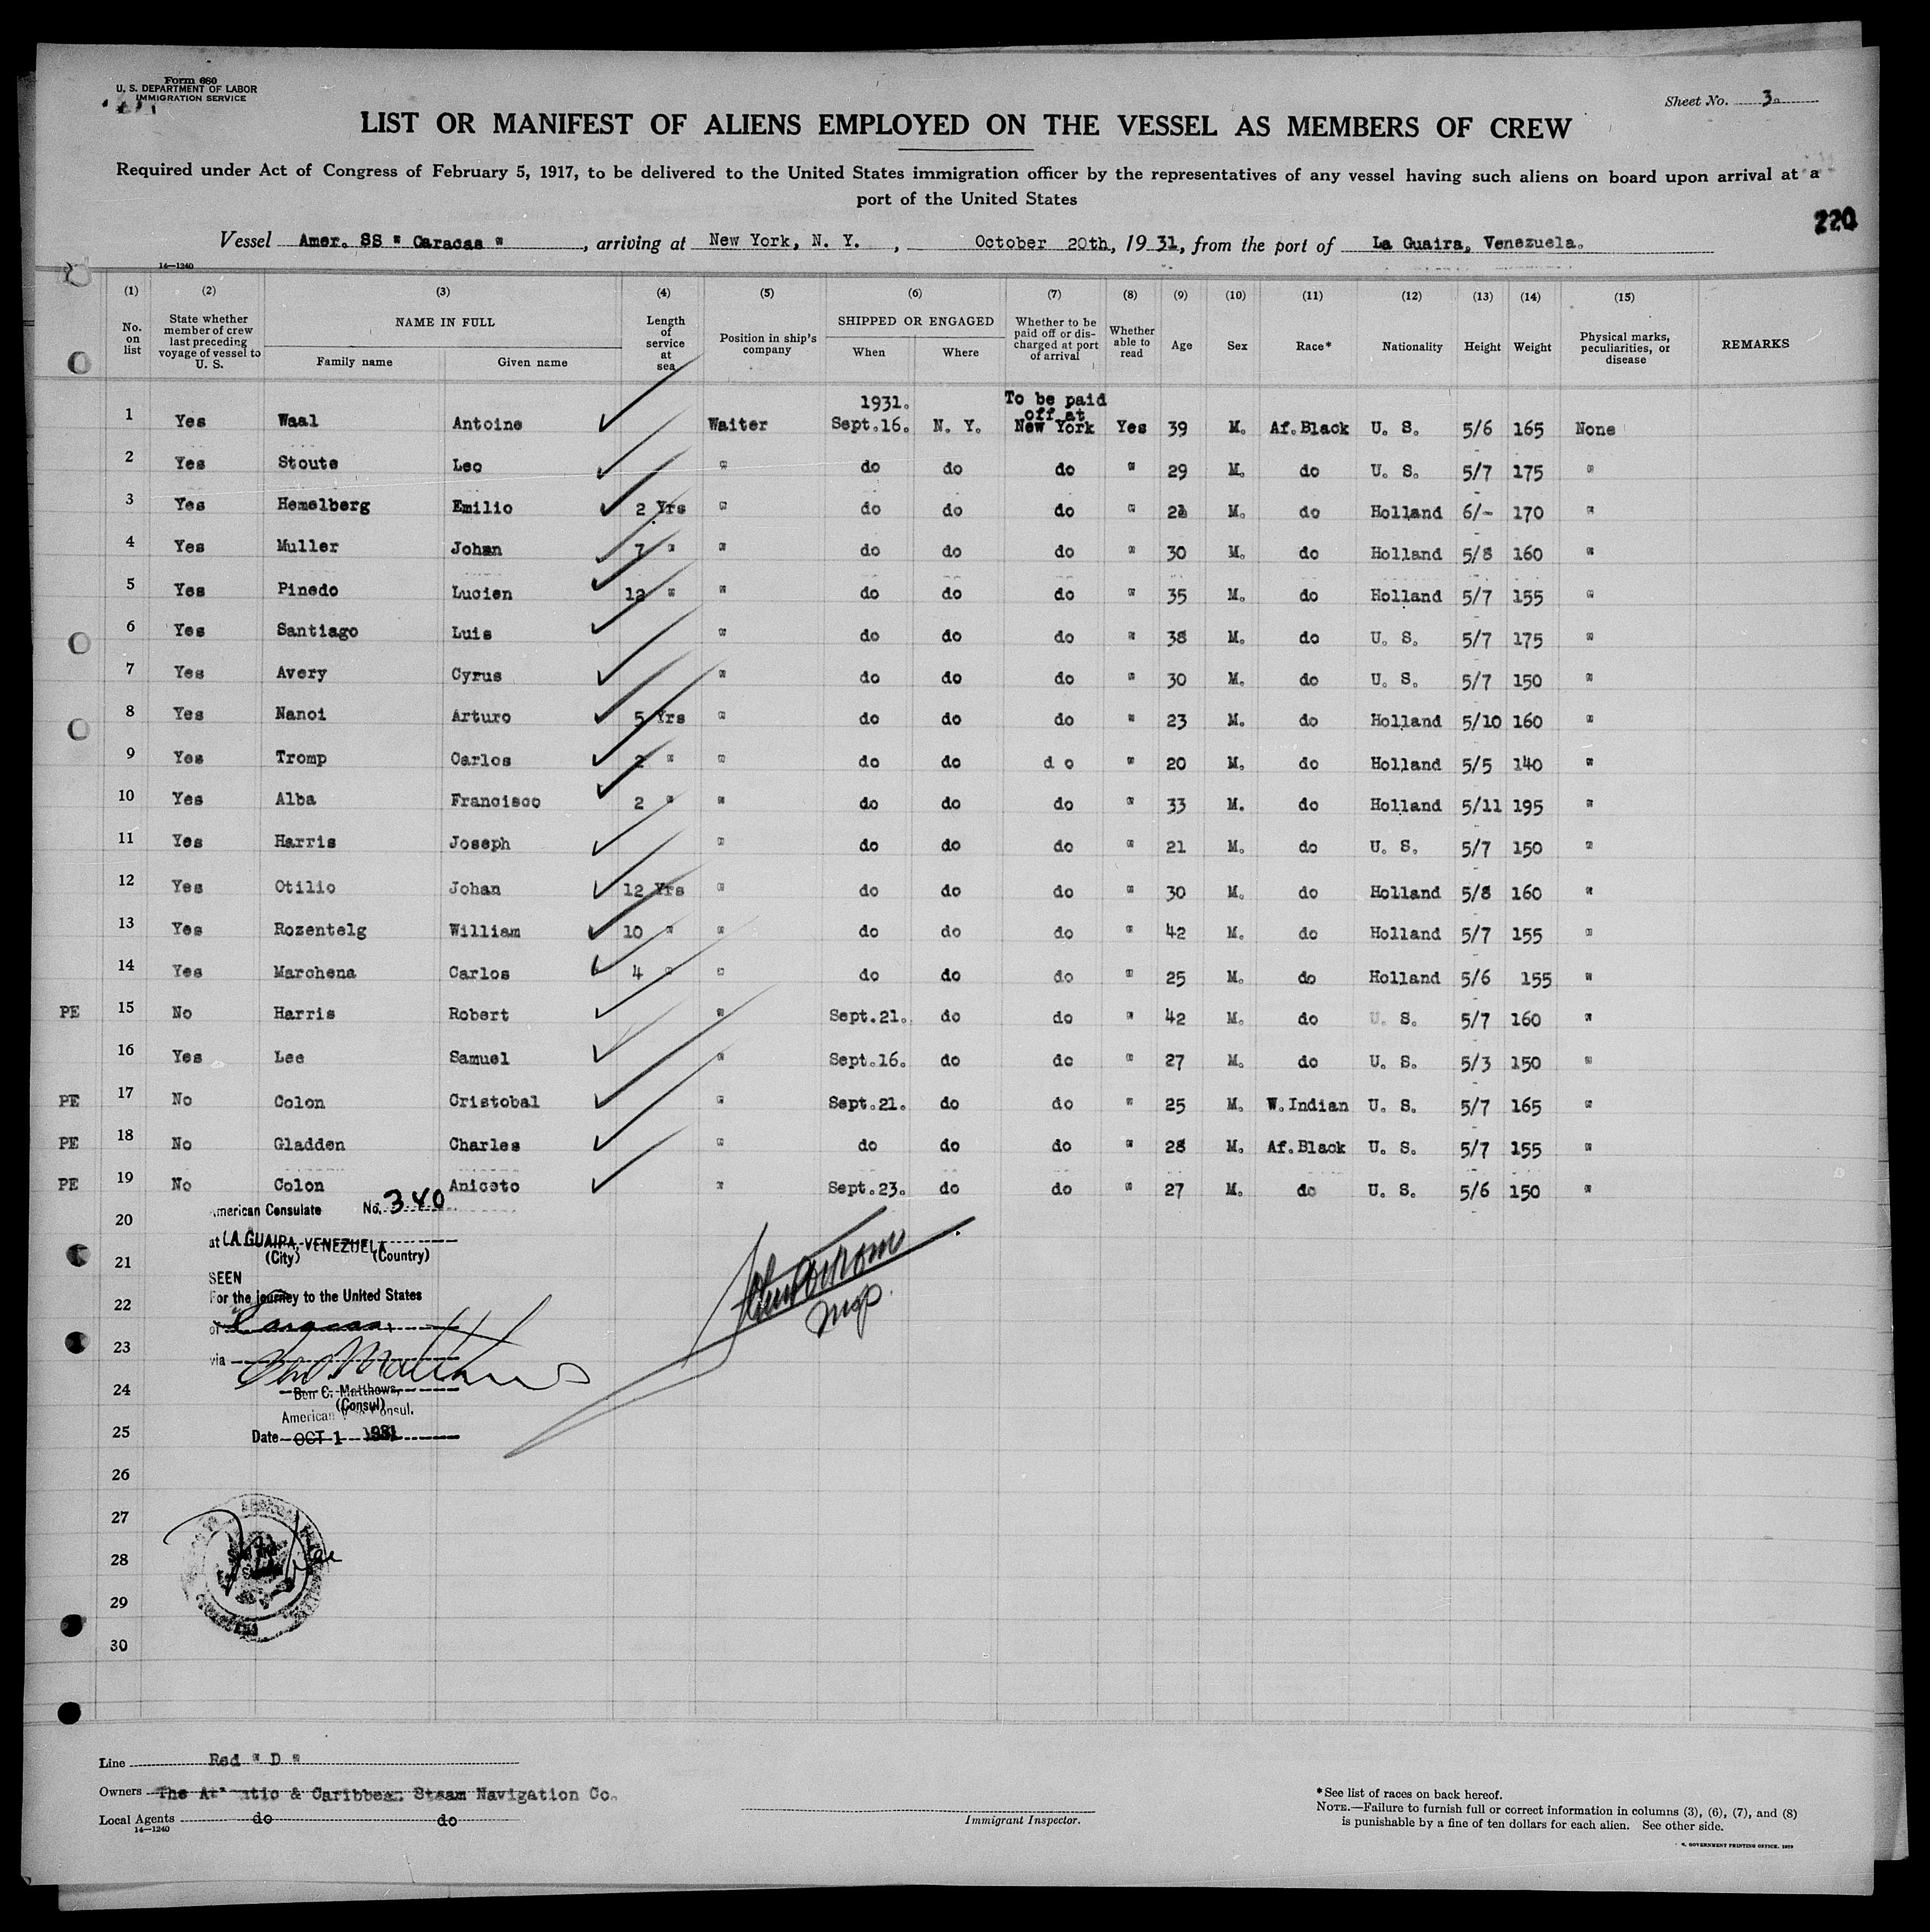 Form 680
U. S. DEPARTMENT OF LABOR
IMMIGRATION SERVICE
Sheet No. 3.
LIST OR MANIFEST OF ALIENS EMPLOYED ON THE VESSEL AS MEMBERS OF CREW
Required under Act of Congress of February 5, 1917, to be delivered to the United States immigration officer by the representatives of any vessel having such aliens on board upon arrival at a
port of the United States
220
Vessel Amer. SS " Caracas ", arriving at New York, N. Y., October 20th, 1931, from the port of La Guaira, Venezuela.
14—1240
(1) (2) (3) (4) (5) (6) (7) (8) (9) (10) (11) (12) (13) (14) (15)
No. on list State whether member of crew last preceding voyage of vessel to U. S. NAME IN FULL Family name Given name Length of service at sea Position in ship's company SHIPPED OR ENGAGED When Where Whether to be paid off or discharged at port of arrival Whether able to read Age Sex Race* Nationality Height Weight Physical marks, peculiarities, or disease REMARKS
1931. To be paid off at
1 Yes Waal Antoine Waiter Sept.16. N. Y. New York Yes 39 M. Af.Black U. S. 5/6 165 None
2 Yes Stoute Leo " do do do " 29 M. do U. S. 5/7 175 "
3 Yes Hemelberg Emilio 2 Yrs " do do do " M. do Holland 6/- 170 "
4 Yes Muller Johan 7 " " do do do " 30 M. do Holland 5/8 160 "
5 Yes Pinedo Lucien 12 " " do do do " 35 M. do Holland 5/7 155 "
6 Yes Santiago Luis " do do do " 38 M. do U. S. 5/7 175 "
7 Yes Avery Cyrus " do do do " 30 M. do U. S. 5/7 150 "
8 Yes Nanoi Arturo 5 Yrs " do do do " 23 M. do Holland 5/10 160 "
9 Yes Tromp Carlos 2 " " do do d o " 20 M. do Holland 5/5 140 "
10 Yes Alba Francisco 2 " " do do do " 33 M. do Holland 5/11 195 "
11 Yes Harris Joseph " do do do " 21 M. do U. S. 5/7 150 "
12 Yes Otilio Johan 12 Yrs " do do do " 30 M. do Holland 5/8 160 "
13 Yes Rozentelg William 10 " " do do do " 42 M. do Holland 5/7 155 "
14 Yes Marchena Carlos 4 " " do do do " 25 M. do Holland 5/6 155 "
PE 15 No Harris Robert " Sept.21. do do " 42 M. do U. S. 5/7 160 "
16 Yes Lee Samuel " Sept.16. do do " 27 M. do U. S. 5/3 150 "
PE 17 No Colon Cristobal " Sept.21. do do " 25 M. W.Indian U. S. 5/7 165 "
PE 18 No Gladden Charles " do do do " 28 M. Af.Black U. S. 5/7 155 "
PE 19 No Colon Aniceto " Sept.23. do do " 27 M. do U. S. 5/6 150 "
American Consulate No. 340
20
at LA GUAIRA, VENEZUELA
(City) (Country)
21
SEEN
For the journey to the United States
22
of Caracas
23
via
24
Ben C. Matthews,
(Consul)
American Vice Consul.
25
Date OCT 1 1931
26
27
28
29
30
Line Red " D "
Owners The Atlantic & Caribbean Steam Navigation Co.
Local Agents do do
14—1240
Immigrant Inspector.
*See list of races on back hereof.
NOTE.—Failure to furnish full or correct information in columns (3), (6), (7), and (8)
is punishable by a fine of ten dollars for each alien. See other side.
GOVERNMENT PRINTING OFFICE